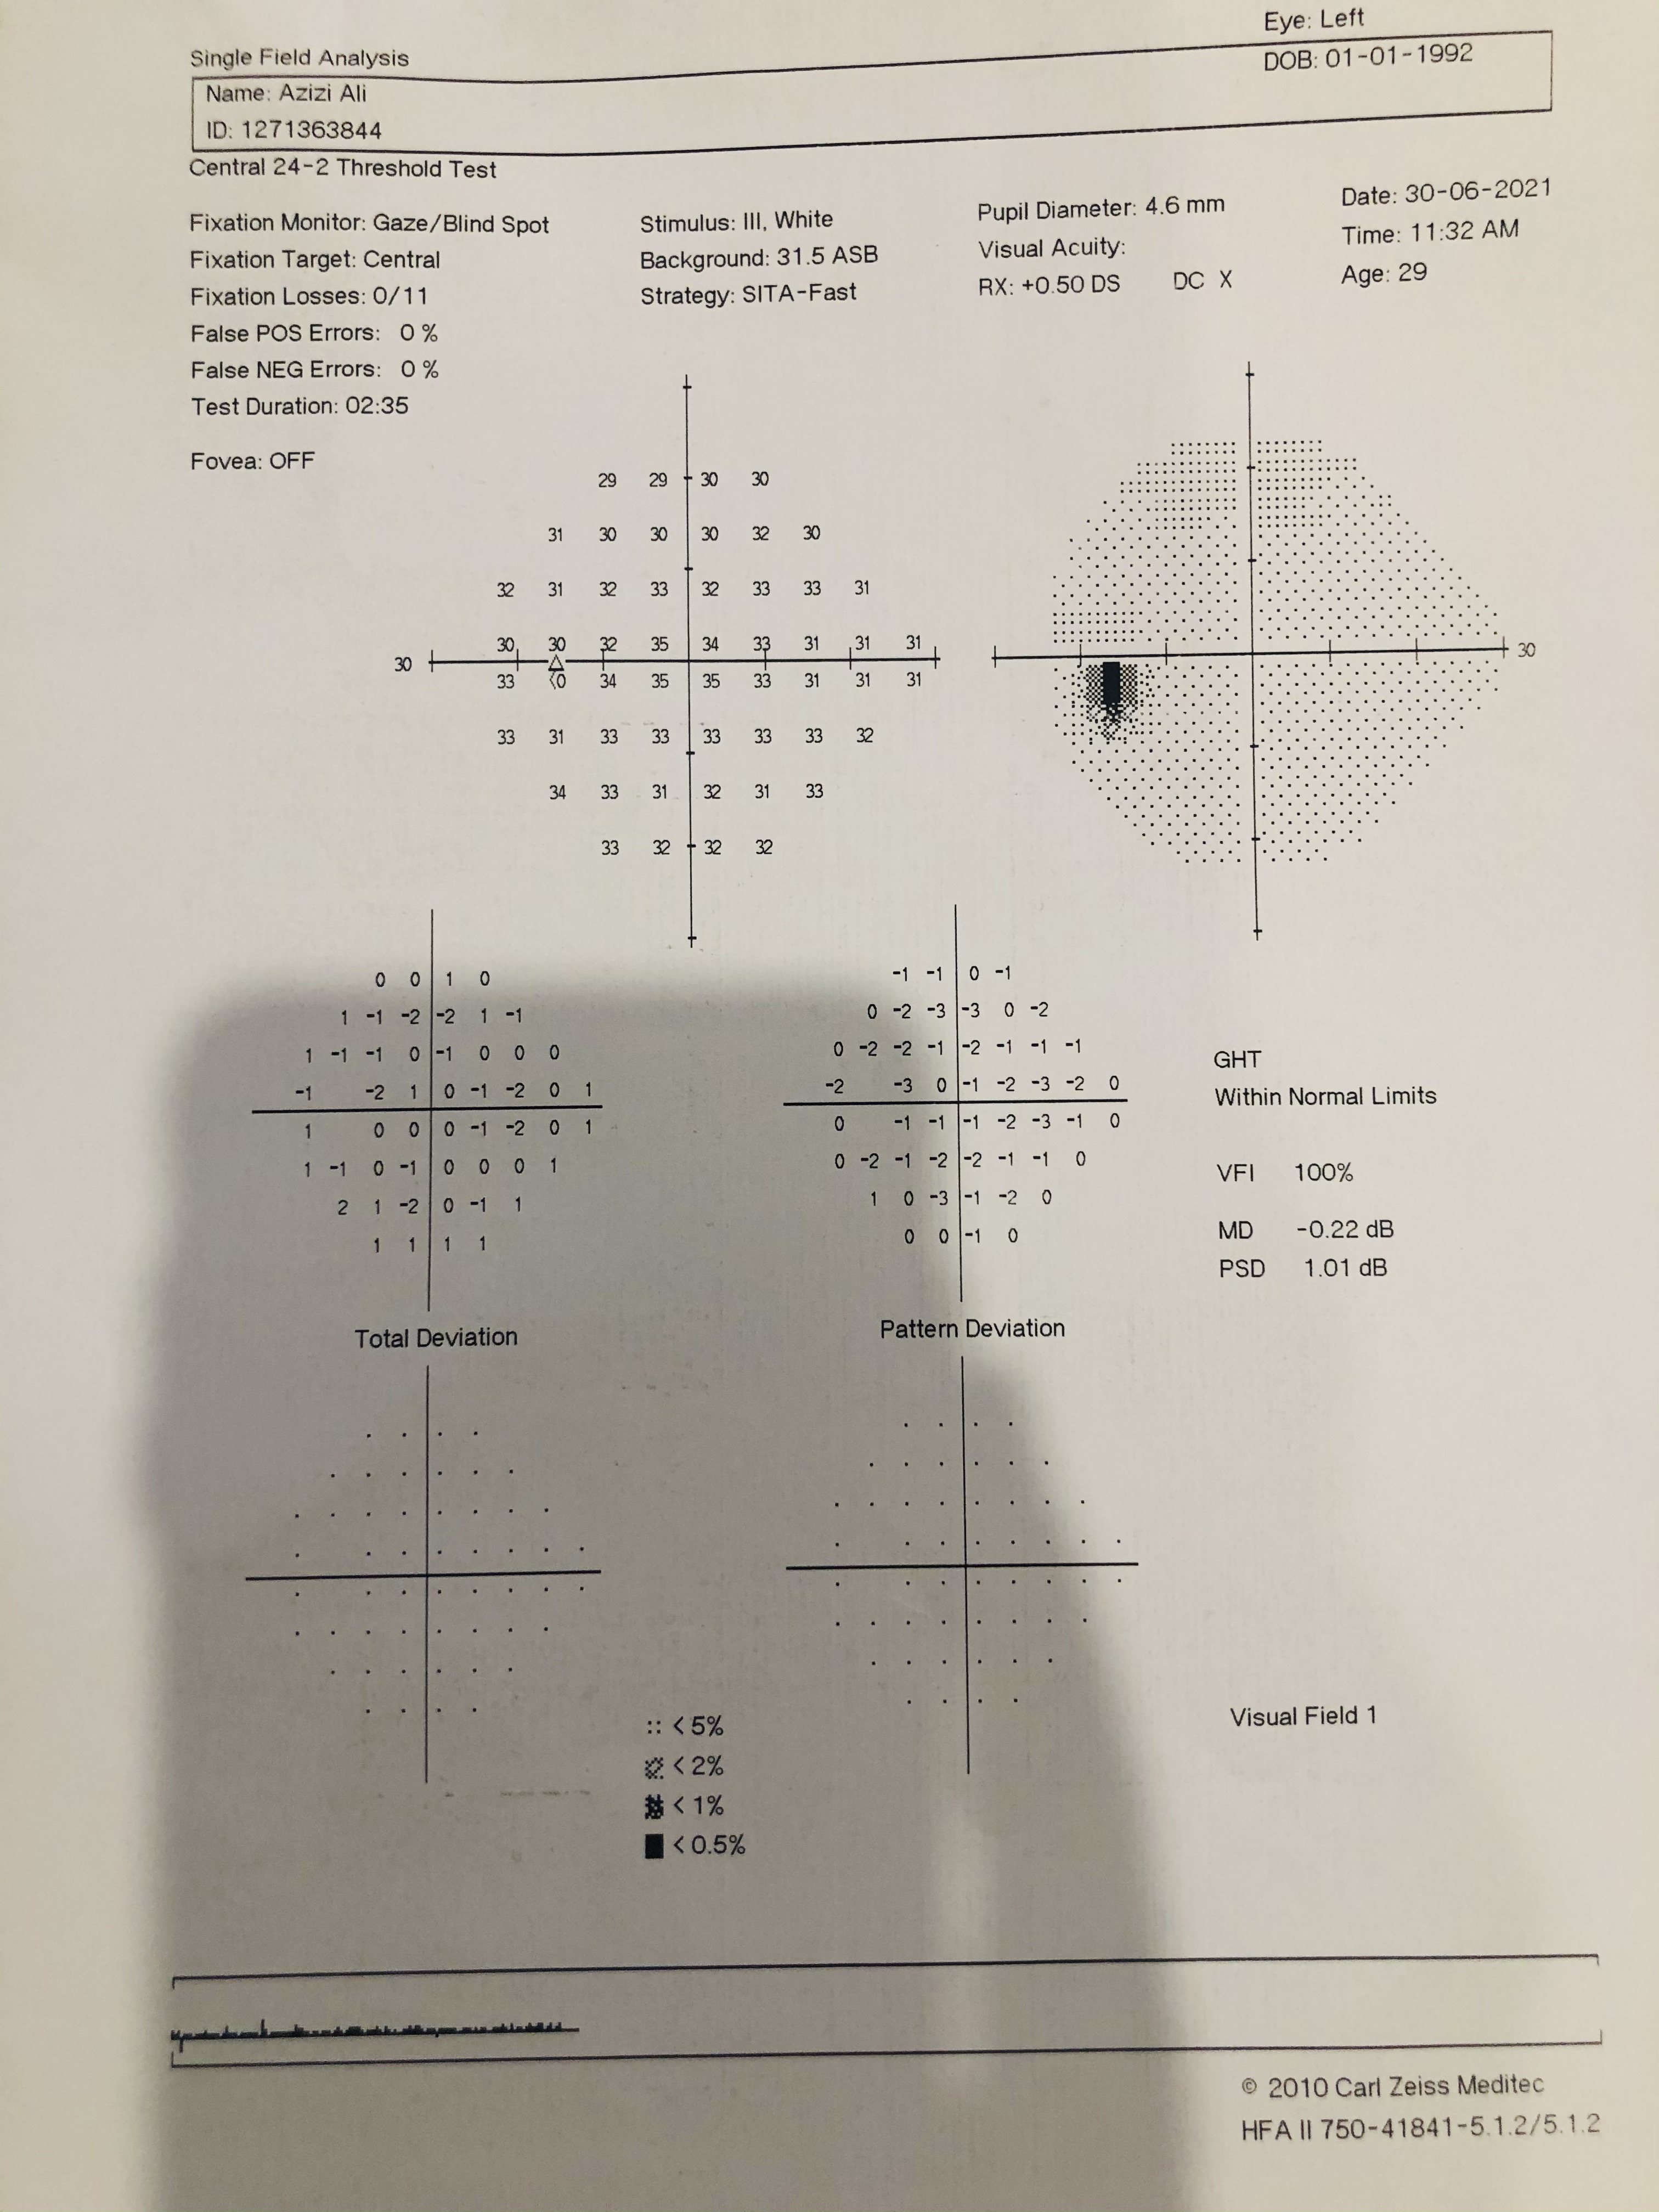 Eye: Left
Single Field Analysis
DOB: 01-01-1992
Name: Azizi Ali
ID: 1271363844
Central 24-2 Threshold Test
Fixation Monitor: Gaze/Blind Spot
Fixation Target: Central
Fixation Losses: 0/11
False POS Errors: 0 %
False NEG Errors: 0 %
Test Duration: 02:35
Fovea: OFF
Stimulus: III, White
Background: 31.5 ASB
Strategy: SITA-Fast
Pupil Diameter: 4.6 mm
Visual Acuity:
RX: +0.50 DS DC X
Date: 30-06-2021
Time: 11:32 AM
Age: 29
29 29 30 30
31 30 30 30 32 30
32 31 32 33 32 33 33 31
30 30 32 35 34 33 31 31 31
30
33 <0 34 35 35 33 31 31 31
33 31 33 33 33 33 33 32
34 33 31 32 31 33
33 32 32 32
30
0 0 1 0
1 -1 -2 -2 1 -1
1 -1 -1 0 -1 0 0 0
-1 -2 1 0 -1 -2 0 1
1 0 0 0 -1 -2 0 1
1 -1 0 -1 0 0 0 1
2 1 -2 0 -1 1
1 1 1 1
Total Deviation
-1 -1 0 -1
0 -2 -3 -3 0 -2
0 -2 -2 -1 -2 -1 -1 -1
-2 -3 0 -1 -2 -3 -2 0
0 -1 -1 -1 -2 -3 -1 0
0 -2 -1 -2 -2 -1 -1 0
1 0 -3 -1 -2 0
0 0 -1 0
Pattern Deviation
GHT
Within Normal Limits
VFI 100%
MD -0.22 dB
PSD 1.01 dB
< 5%
< 2%
< 1%
< 0.5%
Visual Field 1
© 2010 Carl Zeiss Meditec
HFA II 750-41841-5.1.2/5.1.2